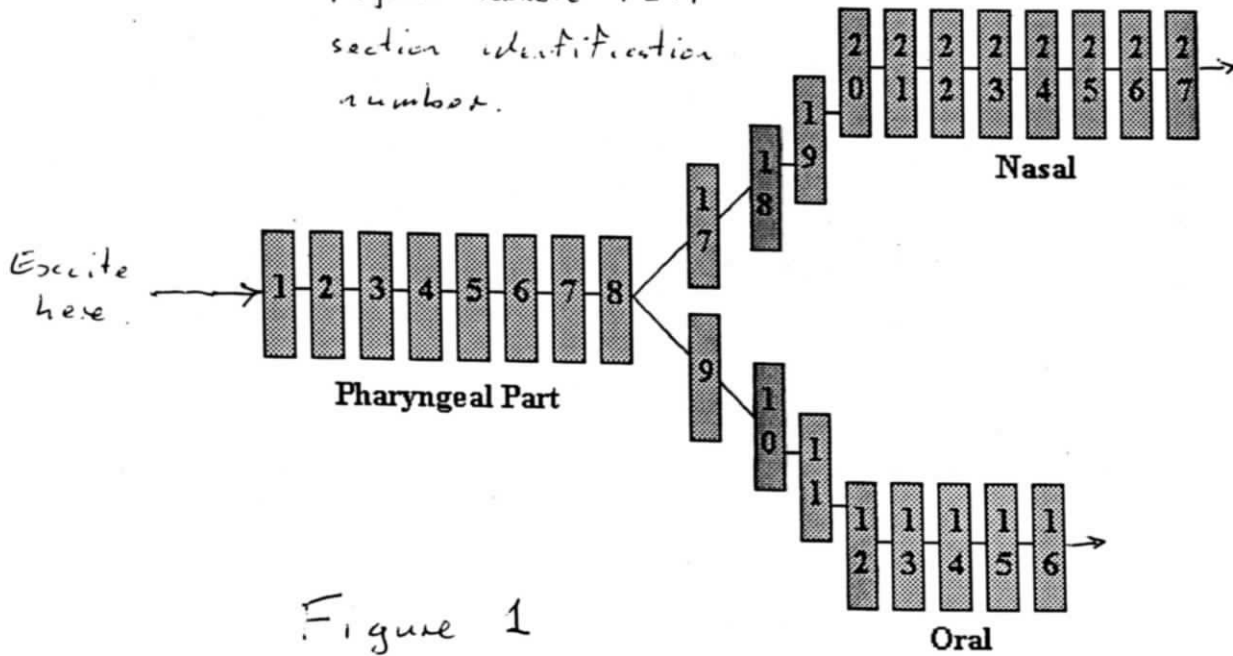 section identification
number.
20 21 22 23 24 25 26 27
Nasal
19
18
17
Excite
here.
1 2 3 4 5 6 7 8
Pharyngeal Part
9
10
11
12 13 14 15 16
Oral
Figure 1